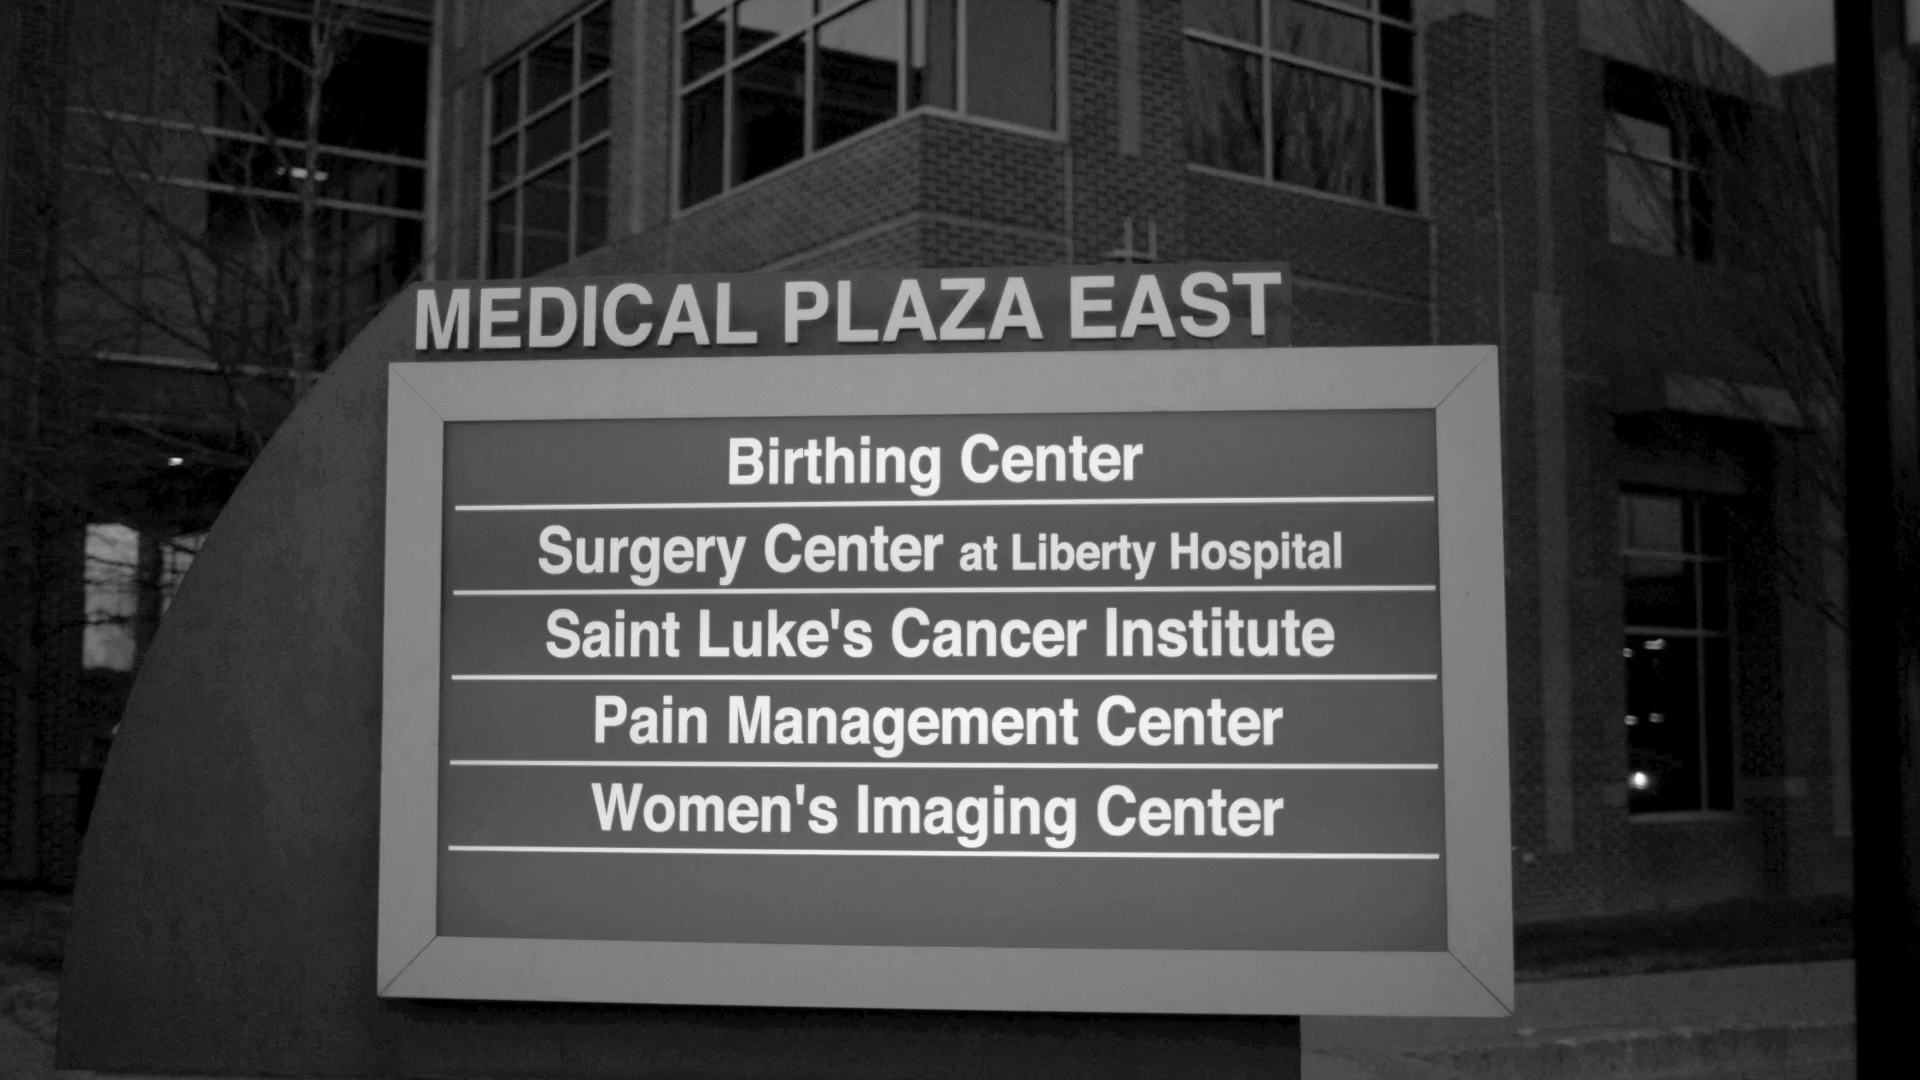 MEDICAL PLAZA EAST
Birthing Center
Surgery Center at Liberty Hospital
Saint Luke's Cancer Institute
Pain Management Center
Women's Imaging Center